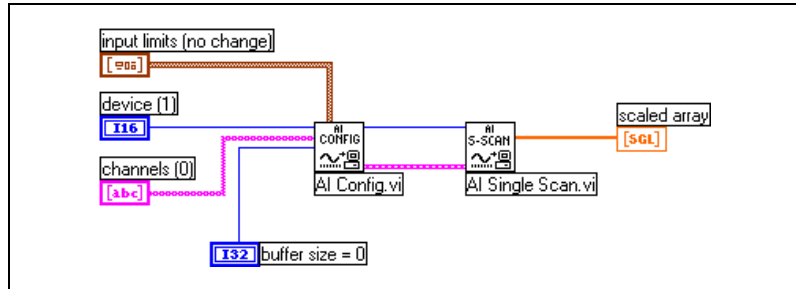 input limits (no change)
[906]
device (1)
I16
channels (0)
[abc]
AI
CONFIG
AI Config.vi
AI
S-SCAN
AI Single Scan.vi
scaled array
[SGL]
I32
buffer size = 0